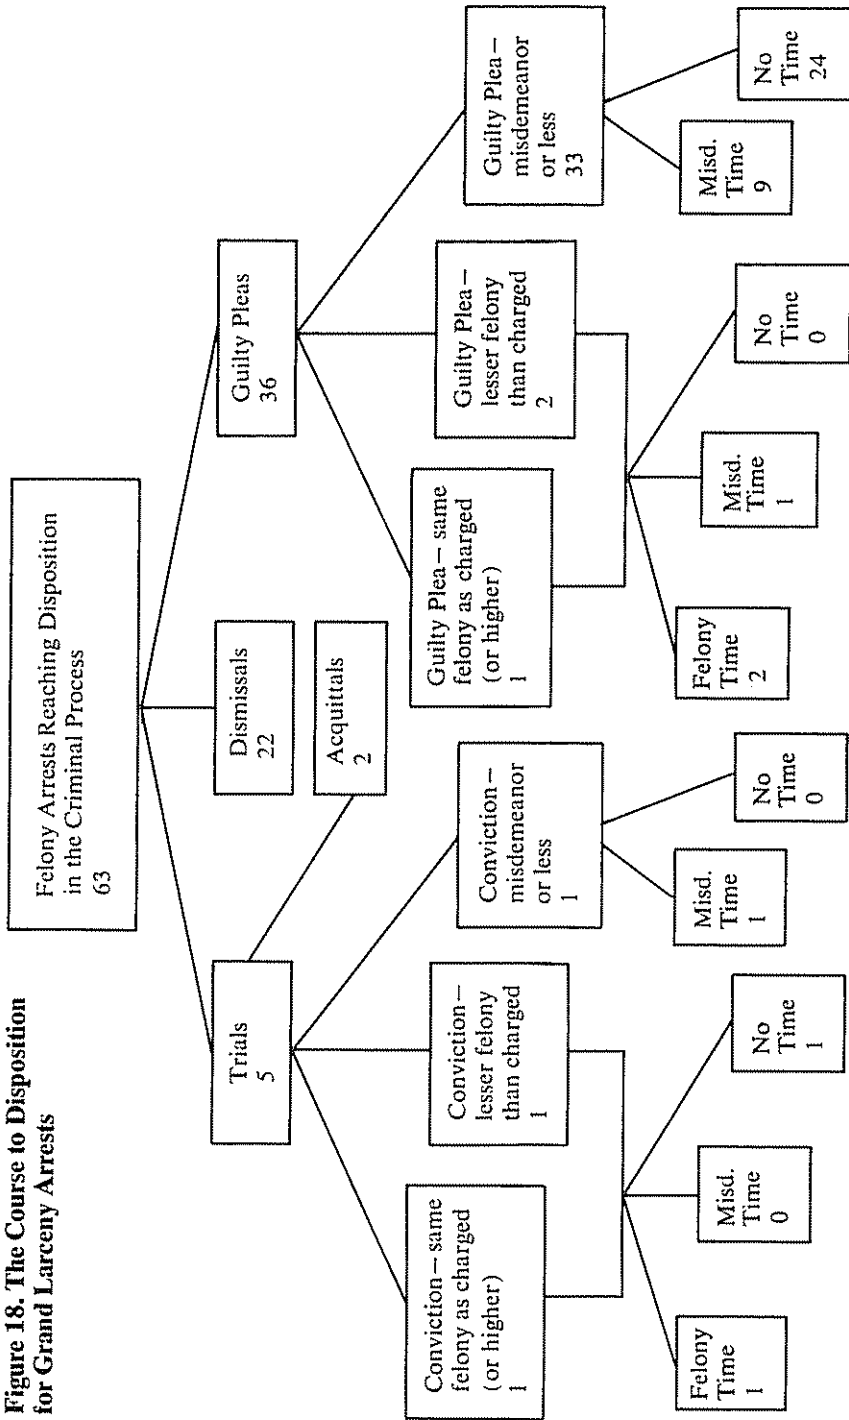 Figure 18. The Course to Disposition
for Grand Larceny Arrests
Felony Arrests Reaching Disposition
in the Criminal Process
63
Trials
5
Dismissals
22
Guilty Pleas
36
Acquittals
2
Conviction—same
felony as charged
(or higher)
1
Conviction—
lesser felony
than charged
1
Conviction—
misdemeanor
or less
1
Guilty Plea—same
felony as charged
(or higher)
1
Guilty Plea—
lesser felony
than charged
2
Guilty Plea—
misdemeanor
or less
33
Felony
Time
1
Misd.
Time
0
No
Time
1
Misd.
Time
1
No
Time
0
Felony
Time
2
Misd.
Time
1
No
Time
0
Misd.
Time
9
No
Time
24